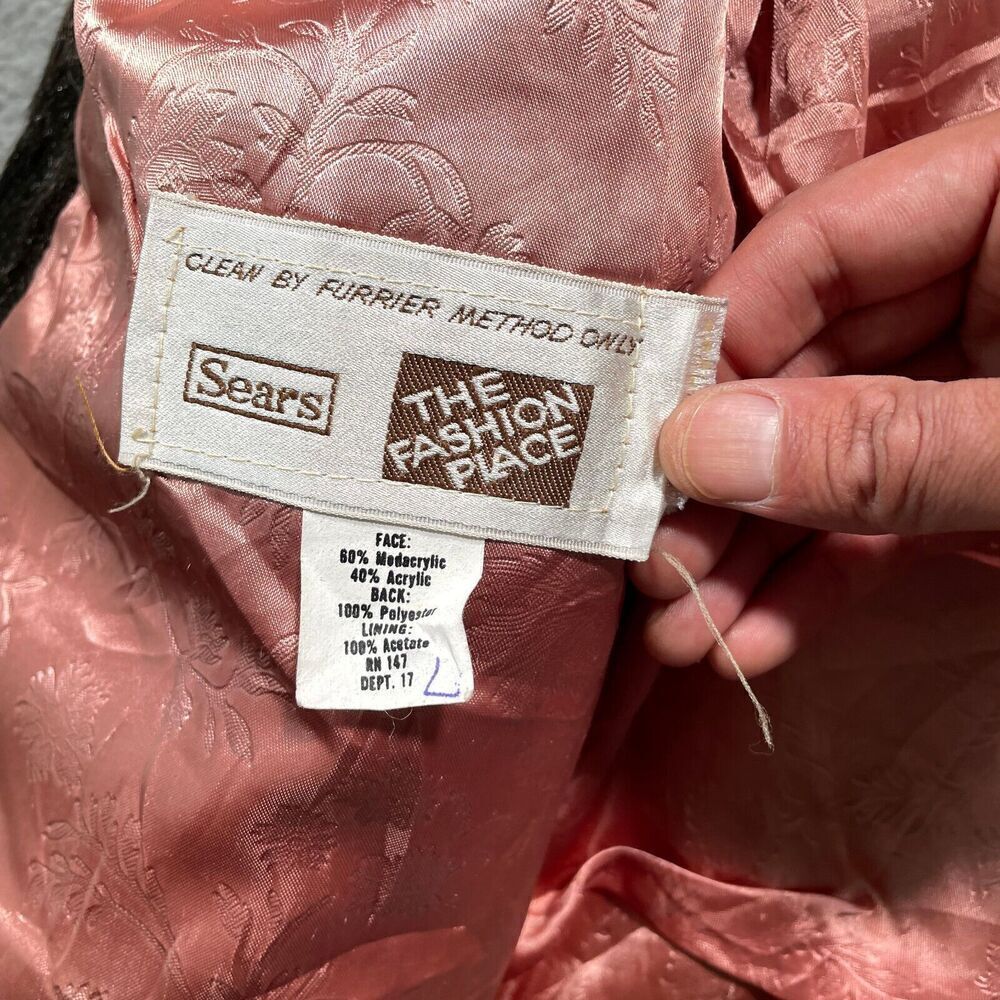 CLEAN BY FURRIER METHOD ONLY
Sears
THE
FASHION
PLACE
FACE:
60% Modacrylic
40% Acrylic
BACK:
100% Polyester
LINING:
100% Acetate
RN 147
DEPT. 17
L